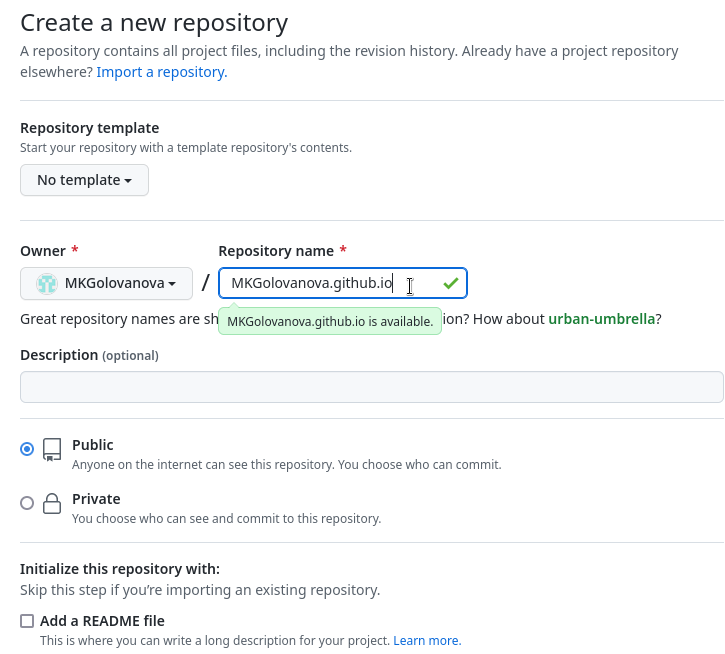 Create a new repository
A repository contains all project files, including the revision history. Already have a project repository
elsewhere? Import a repository.
Repository template
Start your repository with a template repository's contents.
No template
Owner * Repository name *
MKGolovanova / MKGolovanova.github.io
Great repository names are sh ion? How about urban-umbrella?
MKGolovanova.github.io is available.
Description (optional)
Public
Anyone on the internet can see this repository. You choose who can commit.
Private
You choose who can see and commit to this repository.
Initialize this repository with:
Skip this step if you’re importing an existing repository.
Add a README file
This is where you can write a long description for your project. Learn more.